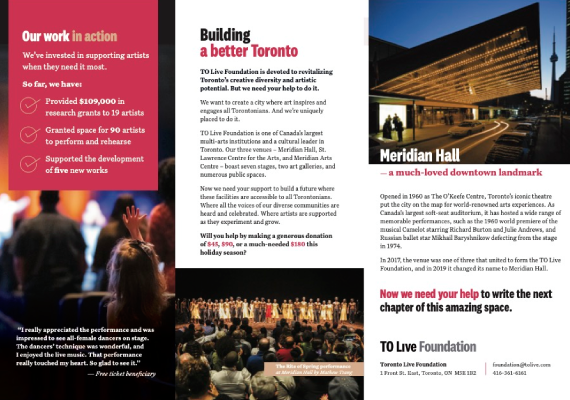 Our work in action
We've invested in supporting artists
when they need it most.
So far, we have:
Provided $109,000 in
research grants to 19 artists
Granted space for 90 artists
to perform and rehearse
Supported the development
of five new works
"I really appreciated the performance and was
impressed to see all-female dancers on stage.
The dancers' technique was wonderful, and
I enjoyed the live music. That performance
really touched my heart. So glad to see it."
— Free ticket beneficiary
Building
a better Toronto
TO Live Foundation is devoted to revitalizing
Toronto's creative diversity and artistic
potential. But we need your help to do it.
We want to create a city where art inspires and
engages all Torontonians. And we're uniquely
placed to do it.
TO Live Foundation is one of Canada's largest
multi-arts institutions and a cultural leader in
Toronto. Our three venues – Meridian Hall, St.
Lawrence Centre for the Arts, and Meridian Arts
Centre – boast seven stages, two art galleries, and
numerous public spaces.
Now we need your support to build a future where
these facilities are accessible to all Torontonians.
Where all the voices of our diverse communities are
heard and celebrated. Where artists are supported
as they experiment and grow.
Will you help by making a generous donation
of $45, $90, or a much-needed $180 this
holiday season?
The Rite of Spring performance
at Meridian Hall by
Meridian Hall
— a much-loved downtown landmark
Opened in 1960 as The O'Keefe Centre, Toronto's iconic theatre
put the city on the map for world-renowned arts experiences. As
Canada's largest soft-seat auditorium, it has hosted a wide range of
memorable performances, such as the 1960 world premiere of the
musical Camelot starring Richard Burton and Julie Andrews, and
Russian ballet star Mikhail Baryshnikov defecting from the stage
in 1974.
In 2017, the venue was one of three that united to form the TO Live
Foundation, and in 2019 it changed its name to Meridian Hall.
Now we need your help to write the next
chapter of this amazing space.
TO Live Foundation
Toronto Live Foundation
1 Front St. East, Toronto, ON M5E 1B2
foundation@tolive.com
416-361-6161